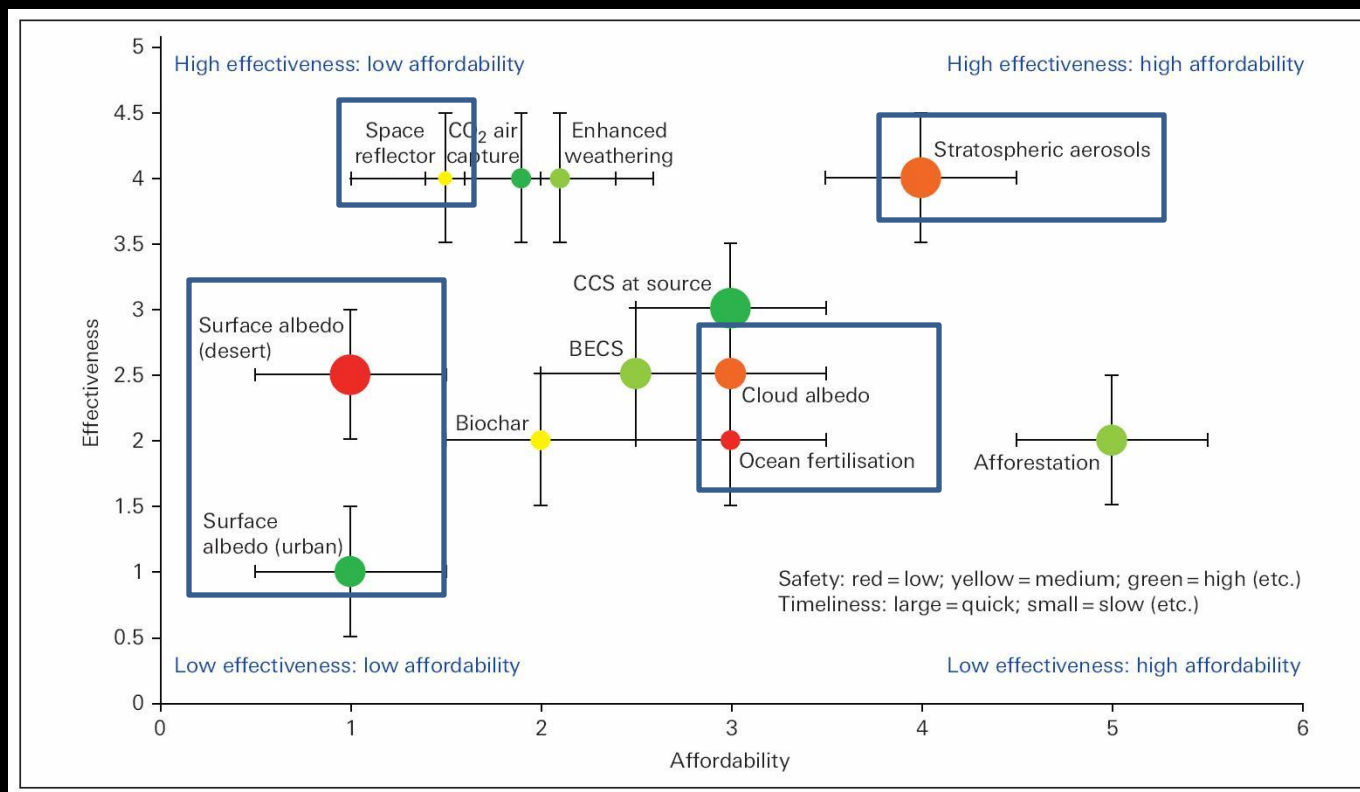 5
High effectiveness: low affordability
High effectiveness: high affordability
4.5
Space
reflector
CO₂ air
capture
Enhanced
weathering
Stratospheric aerosols
4
3.5
CCS at source
3
Surface albedo
(desert)
BECS
2.5
Cloud albedo
Biochar
2
Ocean fertilisation
Afforestation
1.5
Surface
albedo (urban)
1
Safety: red = low; yellow = medium; green = high (etc.)
Timeliness: large = quick; small = slow (etc.)
0.5
Low effectiveness: low affordability
Low effectiveness: high affordability
0
Effectiveness
0 1 2 3 4 5 6
Affordability